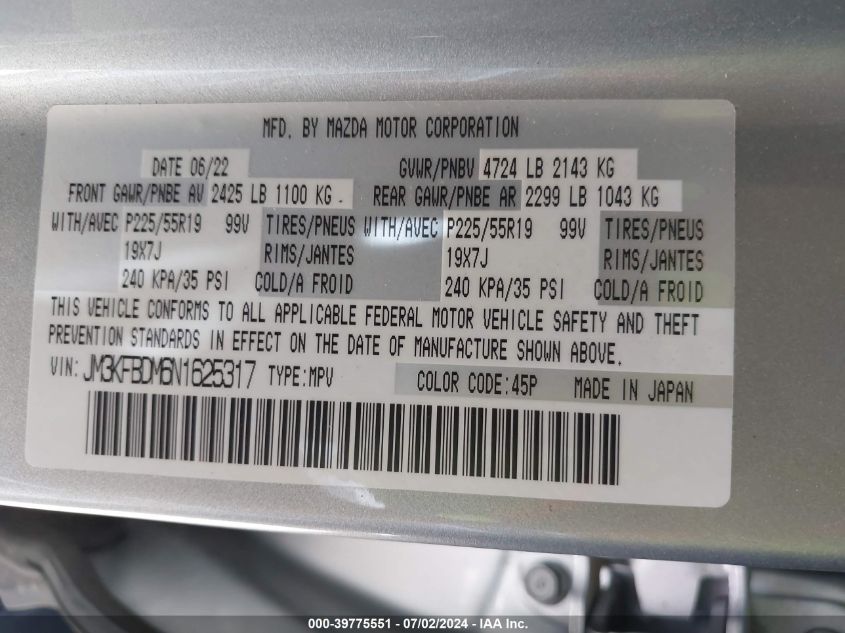 MFD. BY MAZDA MOTOR CORPORATION
DATE 06/22 GVWR/PNBV 4724 LB 2143 KG
FRONT GAWR/PNBE AV 2425 LB 1100 KG REAR GAWR/PNBE AR 2299 LB 1043 KG
WITH/AVEC P225/55R19 99V TIRES/PNEUS WITH/AVEC P225/55R19 99V TIRES/PNEUS
19X7J RIMS/JANTES 19X7J RIMS/JANTES
240 KPA/35 PSI COLD/A FROID 240 KPA/35 PSI COLD/A FROID
THIS VEHICLE CONFORMS TO ALL APPLICABLE FEDERAL MOTOR VEHICLE SAFETY AND THEFT
PREVENTION STANDARDS IN EFFECT ON THE DATE OF MANUFACTURE SHOWN ABOVE.
VIN: JM3KFBDM6N1625317 TYPE:MPV COLOR CODE:45P MADE IN JAPAN
000-39775551 - 07/02/2024 - IAA Inc.